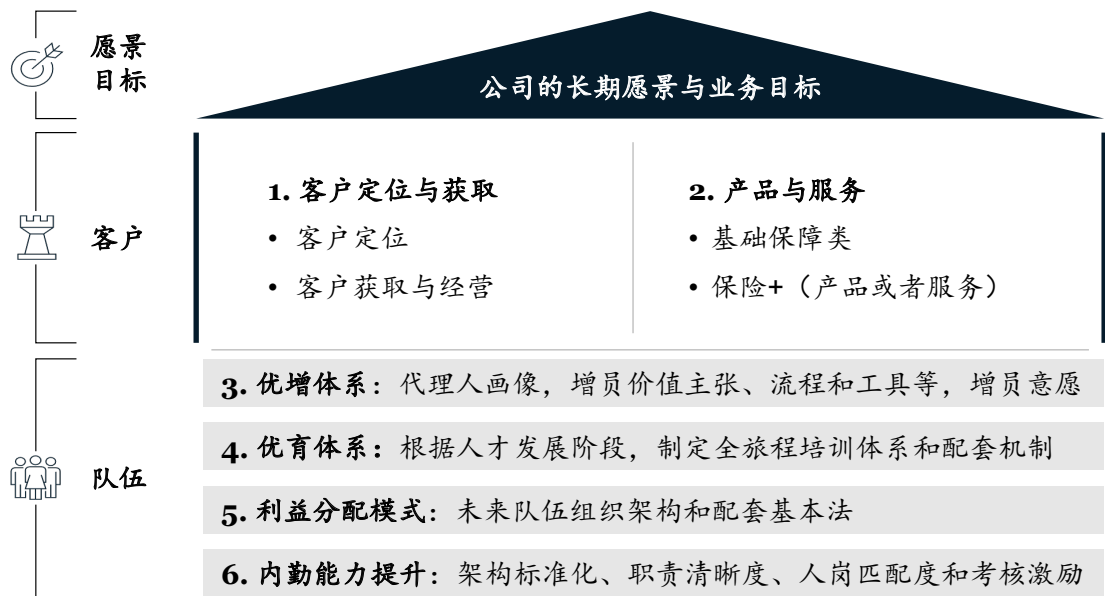 愿景
目标
公司的长期愿景与业务目标
客户
1. 客户定位与获取
• 客户定位
• 客户获取与经营
2. 产品与服务
• 基础保障类
• 保险+（产品或者服务）
队伍
3. 优增体系：代理人画像，增员价值主张、流程和工具等，增员意愿
4. 优育体系：根据人才发展阶段，制定全旅程培训体系和配套机制
5. 利益分配模式：未来队伍组织架构和配套基本法
6. 内勤能力提升：架构标准化、职责清晰度、人岗匹配度和考核激励